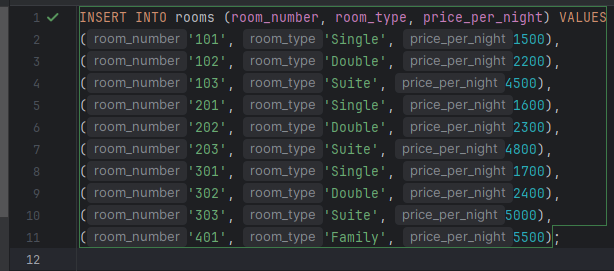 1 INSERT INTO rooms (room_number, room_type, price_per_night) VALUES
2 ( room_number '101', room_type 'Single', price_per_night 1500),
3 ( room_number '102', room_type 'Double', price_per_night 2200),
4 ( room_number '103', room_type 'Suite', price_per_night 4500),
5 ( room_number '201', room_type 'Single', price_per_night 1600),
6 ( room_number '202', room_type 'Double', price_per_night 2300),
7 ( room_number '203', room_type 'Suite', price_per_night 4800),
8 ( room_number '301', room_type 'Single', price_per_night 1700),
9 ( room_number '302', room_type 'Double', price_per_night 2400),
10 ( room_number '303', room_type 'Suite', price_per_night 5000),
11 ( room_number '401', room_type 'Family', price_per_night 5500);
12